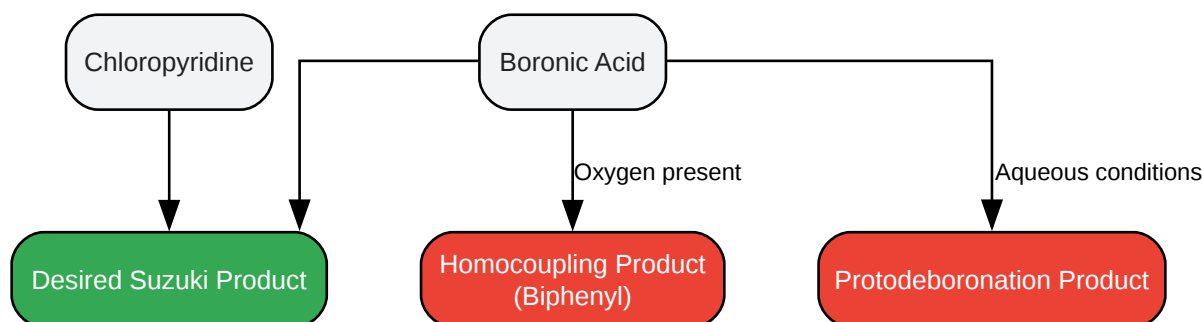 Chloropyridine
Boronic Acid
Oxygen present
Aqueous conditions
Desired Suzuki Product
Homocoupling Product
(Biphenyl)
Protodeboronation Product